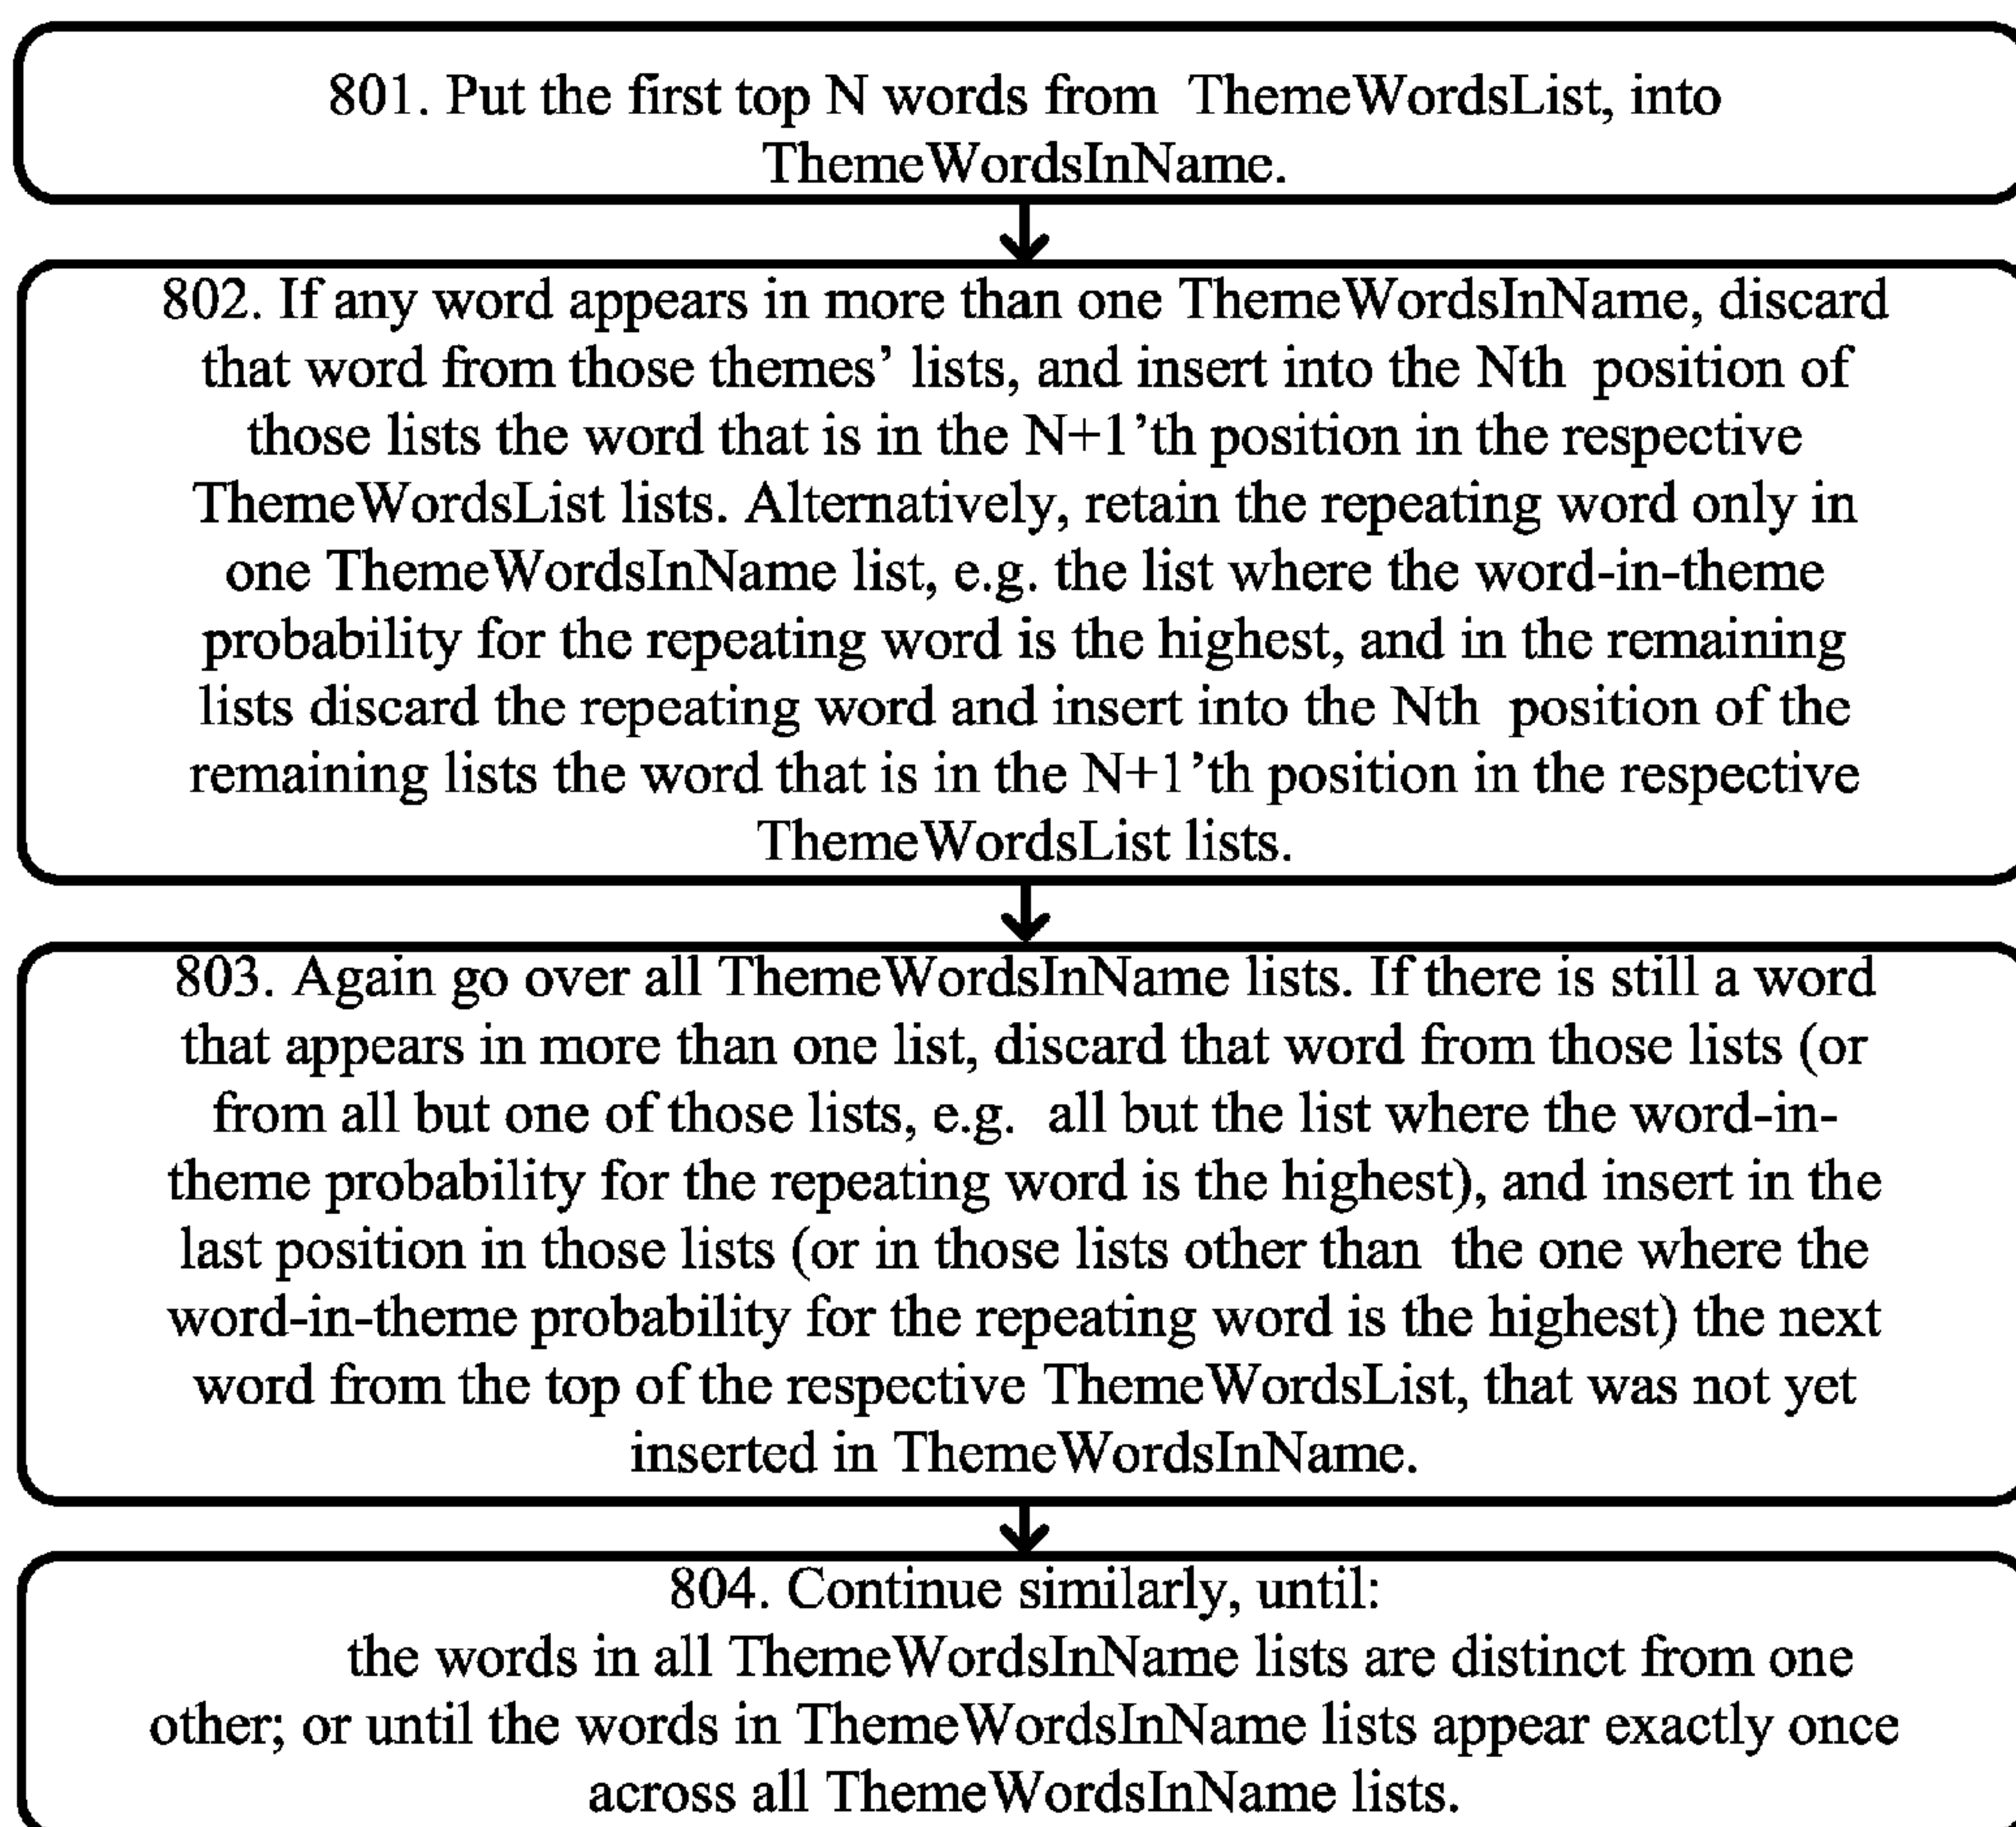 801. Put the first top N words from ThemeWordsList, into
ThemeWordsInName.
802. If any word appears in more than one ThemeWordsInName, discard
that word from those themes’ lists, and insert into the Nth position of
those lists the word that is in the N+1’th position in the respective
ThemeWordsList lists. Alternatively, retain the repeating word only in
one ThemeWordsInName list, e.g. the list where the word-in-theme
probability for the repeating word is the highest, and in the remaining
lists discard the repeating word and insert into the Nth position of the
remaining lists the word that is in the N+1’th position in the respective
ThemeWordsList lists.
803. Again go over all ThemeWordsInName lists. If there is still a word
that appears in more than one list, discard that word from those lists (or
from all but one of those lists, e.g. all but the list where the word-in-
theme probability for the repeating word is the highest), and insert in the
last position in those lists (or in those lists other than the one where the
word-in-theme probability for the repeating word is the highest) the next
word from the top of the respective ThemeWordsList, that was not yet
inserted in ThemeWordsInName.
804. Continue similarly, until:
the words in all ThemeWordsInName lists are distinct from one
other; or until the words in ThemeWordsInName lists appear exactly once
across all ThemeWordsInName lists.